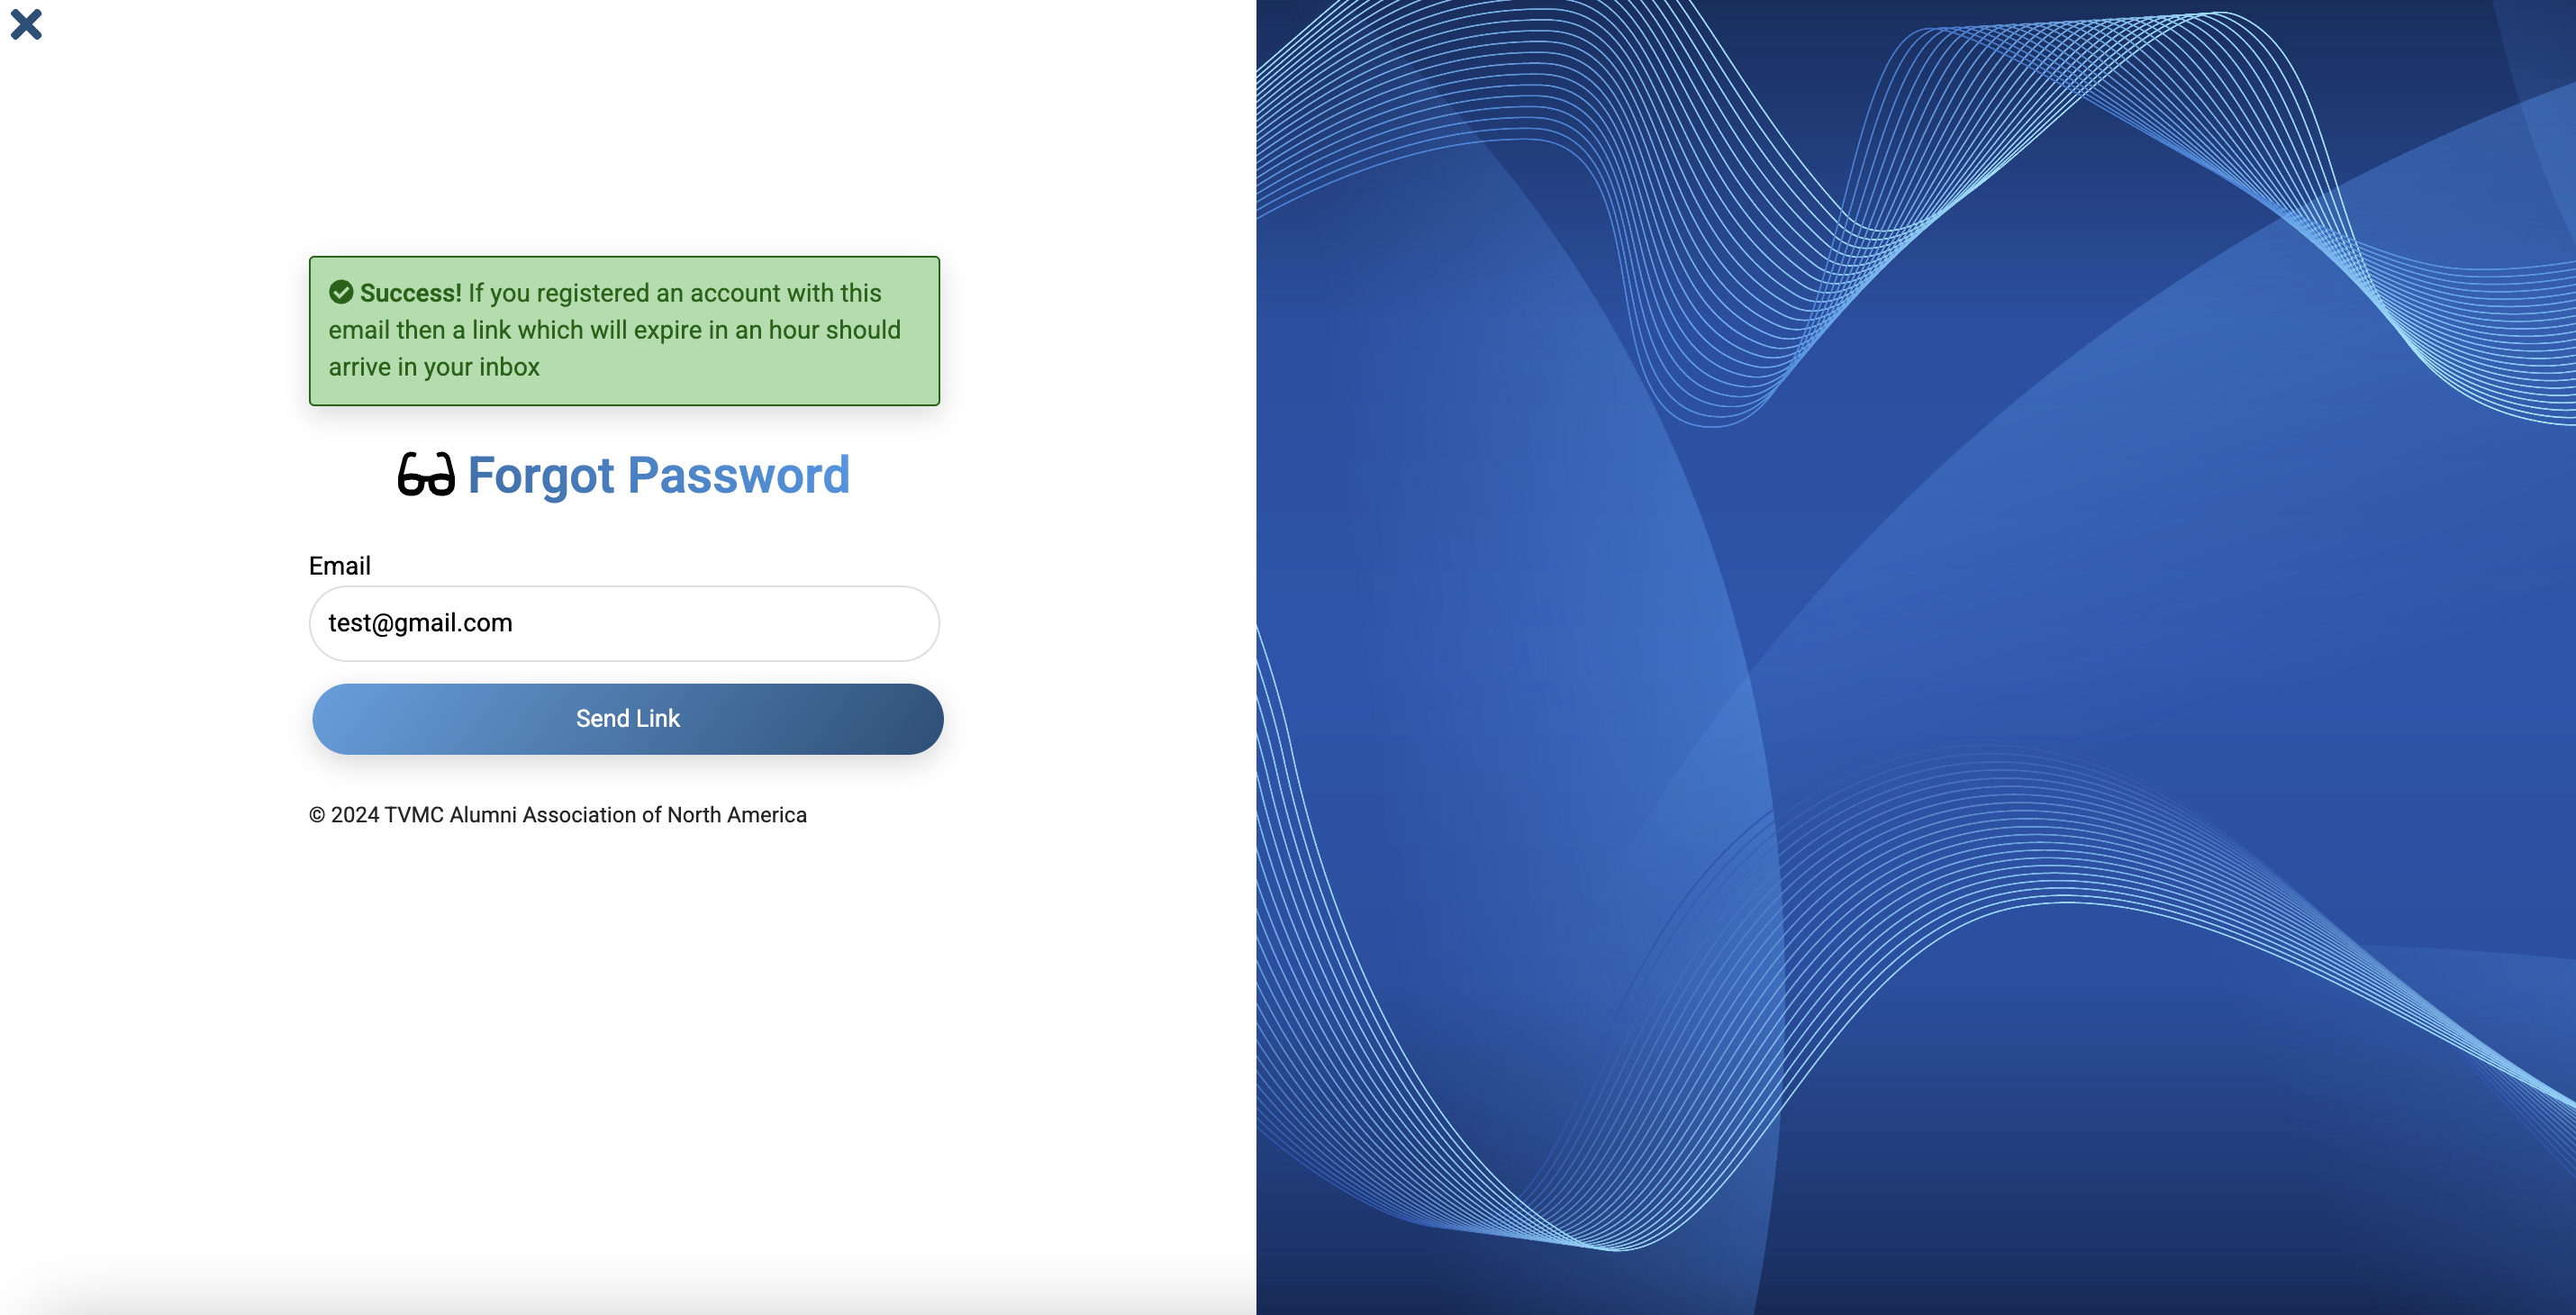 Success! If you registered an account with this
email then a link which will expire in an hour should
arrive in your inbox
Forgot Password
Email
test@gmail.com
Send Link
© 2024 TVMC Alumni Association of North America